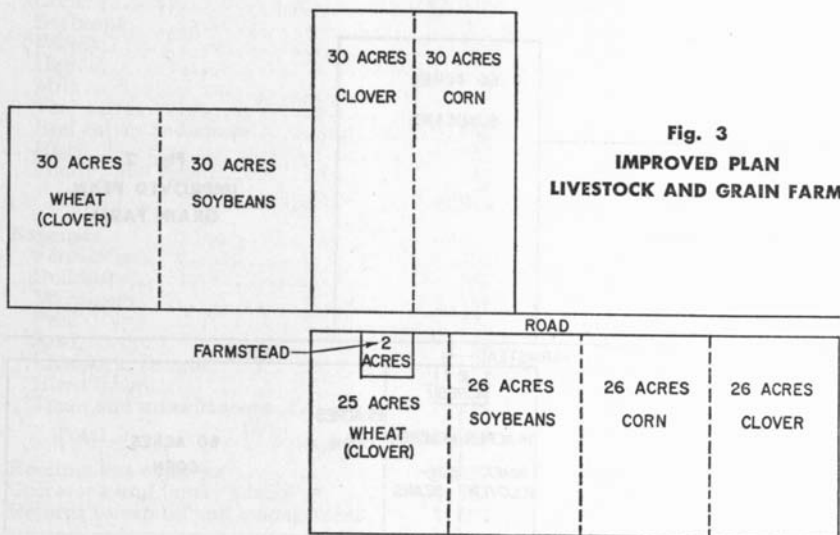 30 ACRES
CLOVER
30 ACRES
CORN
Fig. 3
IMPROVED PLAN
LIVESTOCK AND GRAIN FARM
30 ACRES
WHEAT
(CLOVER)
30 ACRES
SOYBEANS
ROAD
FARMSTEAD
2
ACRES
25 ACRES
WHEAT
(CLOVER)
26 ACRES
SOYBEANS
26 ACRES
CORN
26 ACRES
CLOVER